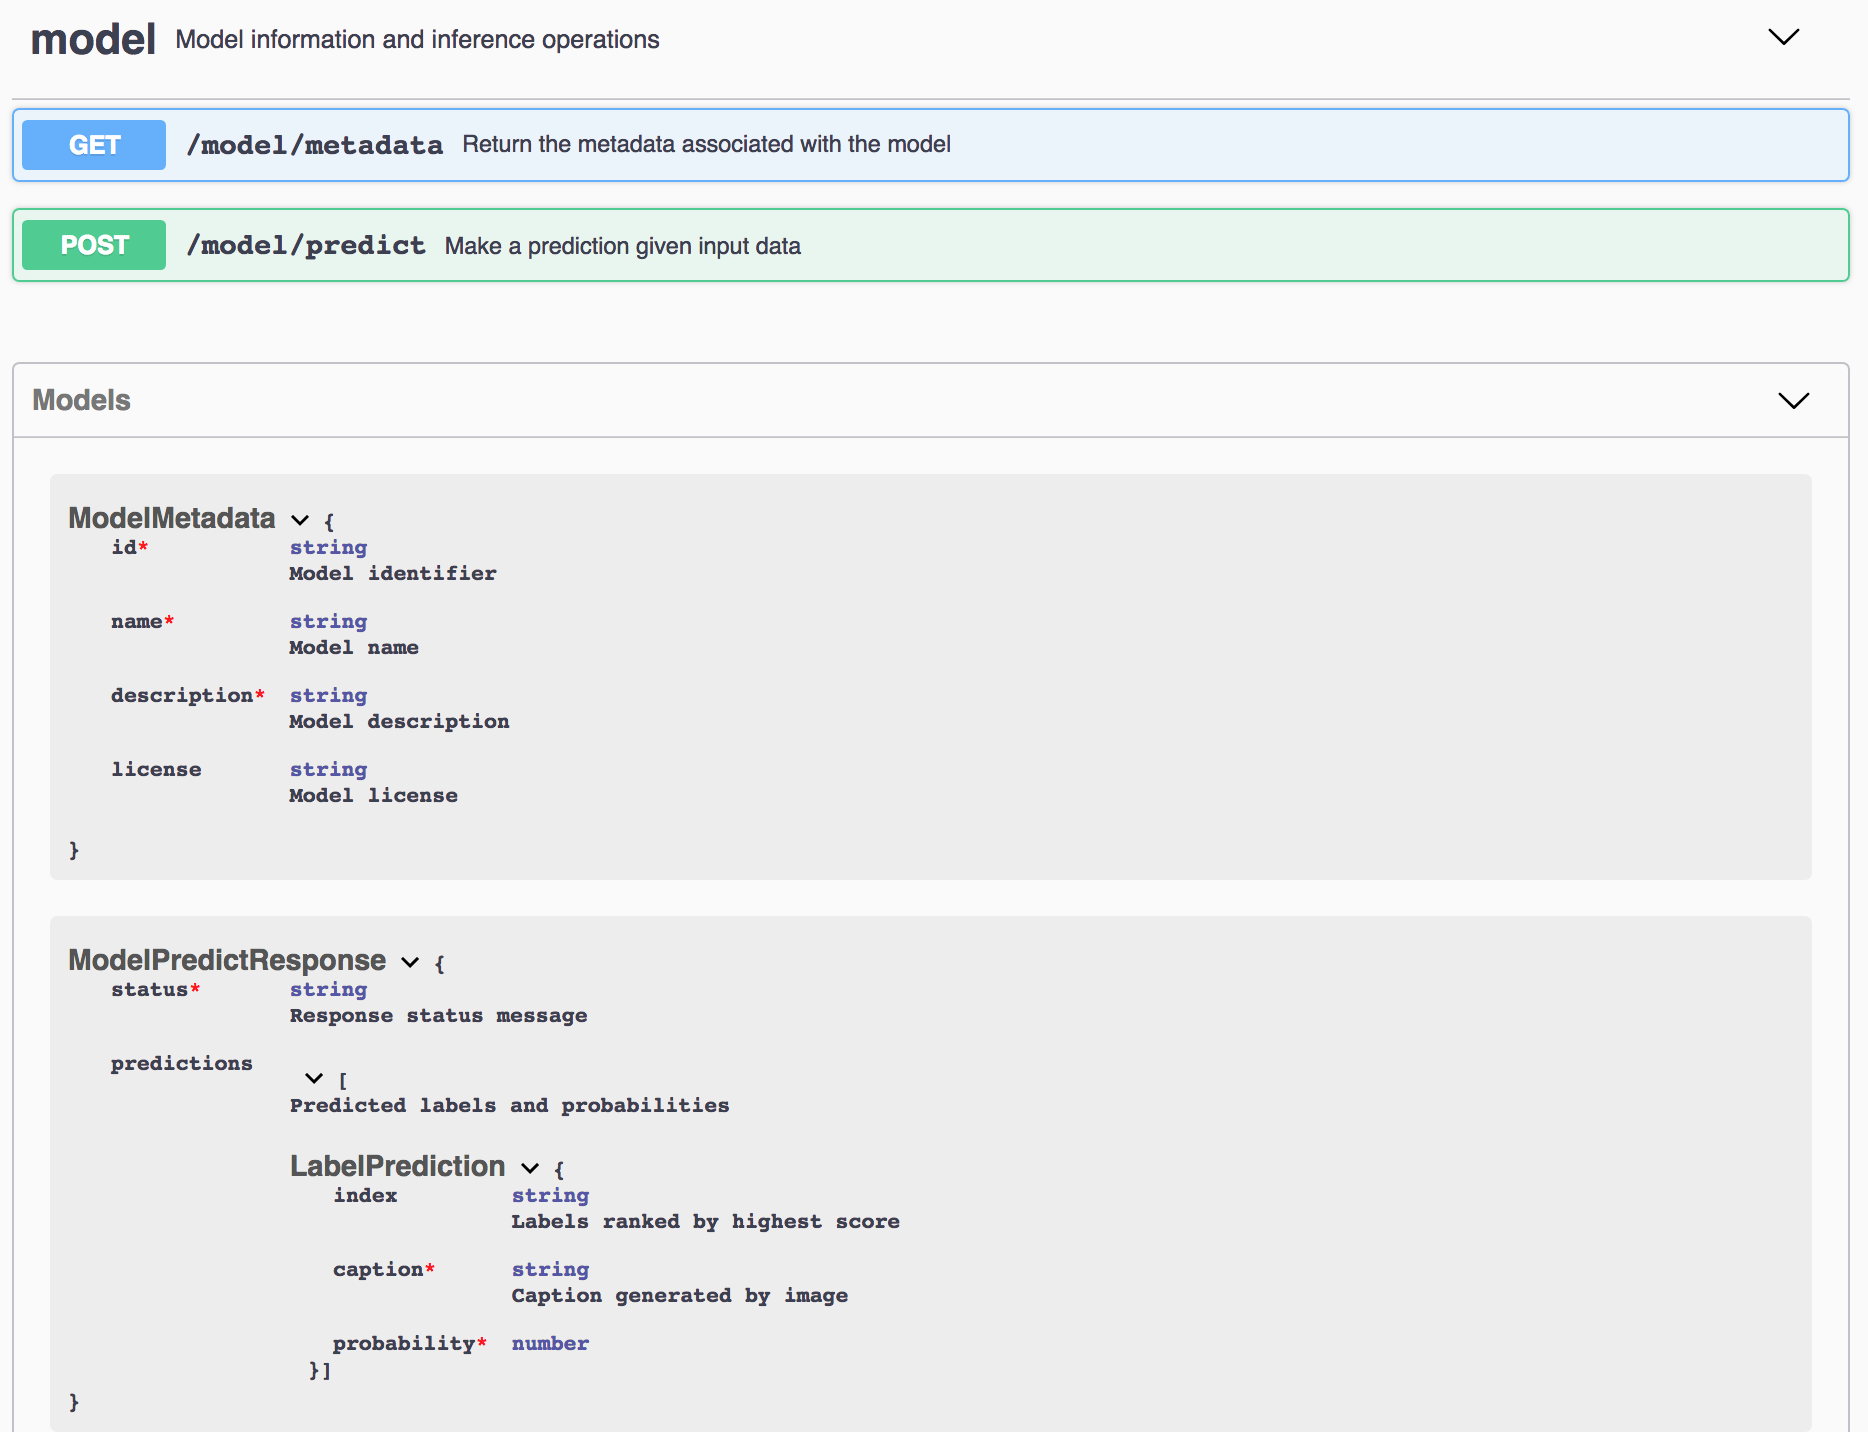 model Model information and inference operations
GET /model/metadata Return the metadata associated with the model
POST /model/predict Make a prediction given input data
Models
ModelMetadata {
id* string
Model identifier
name* string
Model name
description* string
Model description
license string
Model license
}
ModelPredictResponse {
status* string
Response status message
predictions
[
Predicted labels and probabilities
LabelPrediction {
index string
Labels ranked by highest score
caption* string
Caption generated by image
probability* number
}]
}